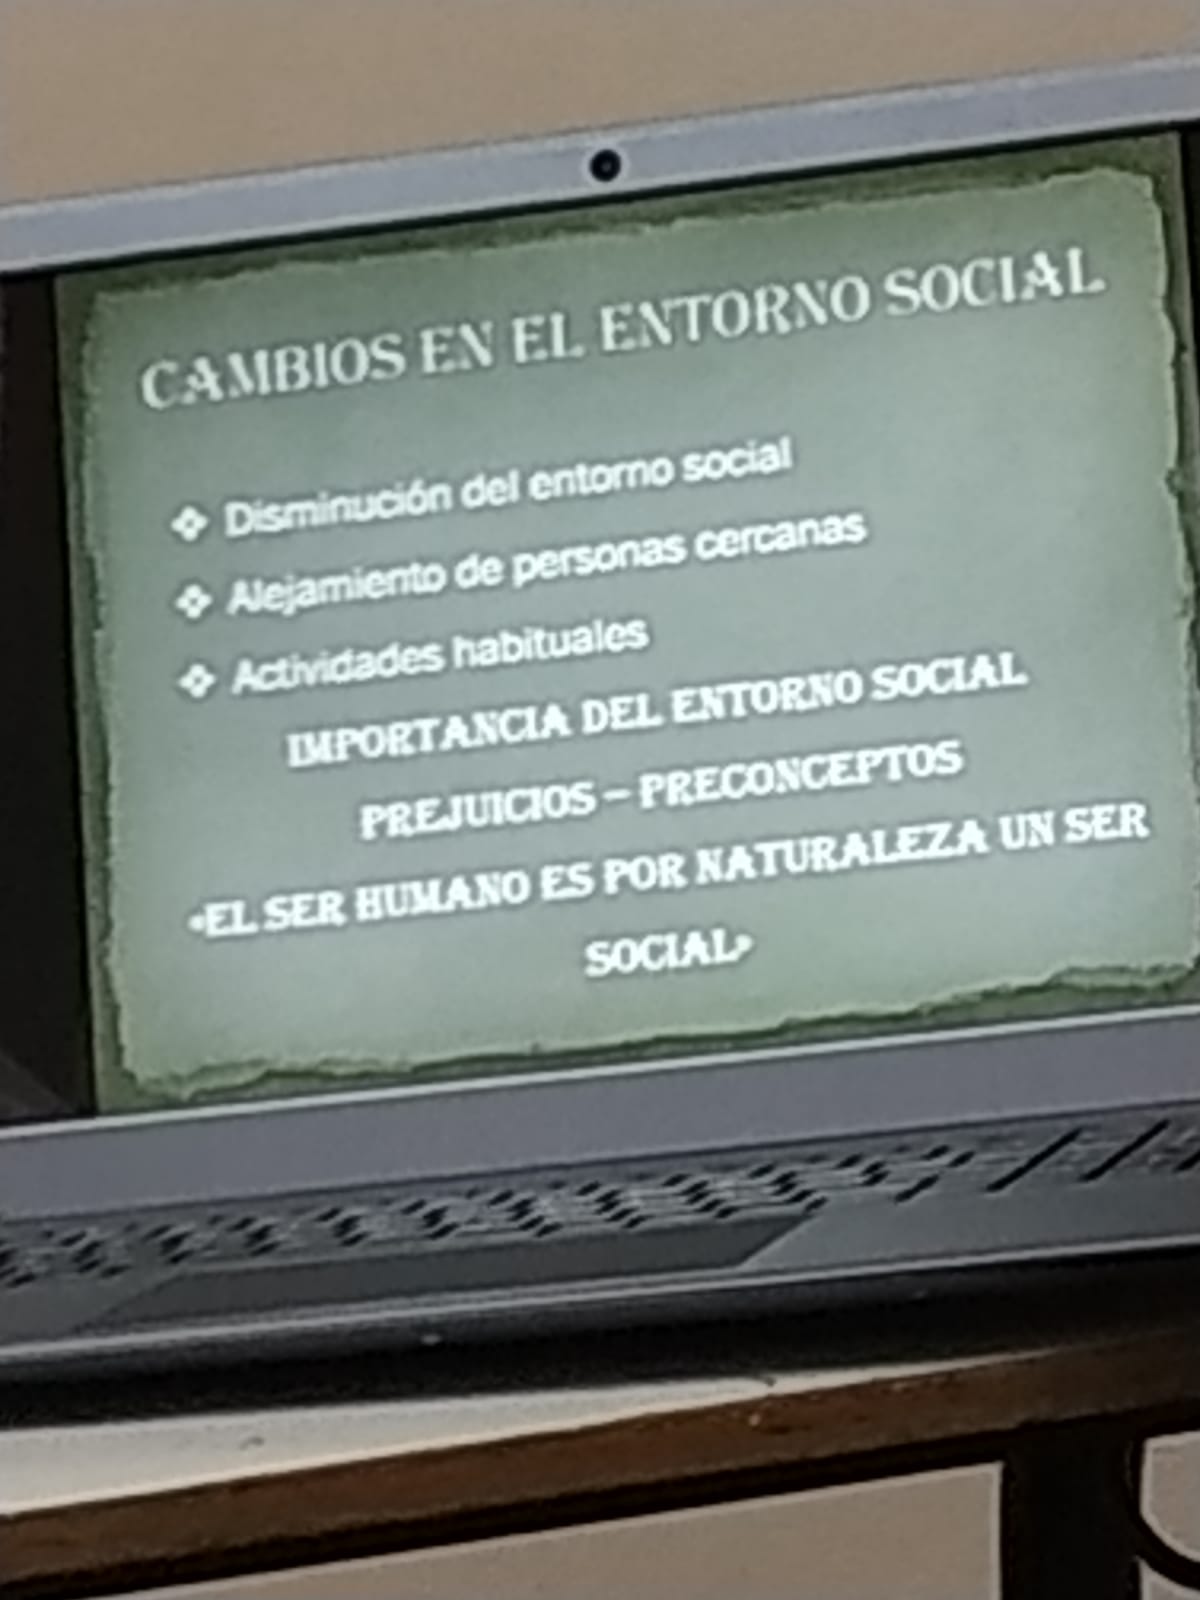 CAMBIOS EN EL ENTORNO SOCIAL
❖ Disminución del entorno social
❖ Alejamiento de personas cercanas
❖ Actividades habituales
IMPORTANCIA DEL ENTORNO SOCIAL
PREJUICIOS – PRECONCEPTOS
«EL SER HUMANO ES POR NATURALEZA UN SER
SOCIAL»